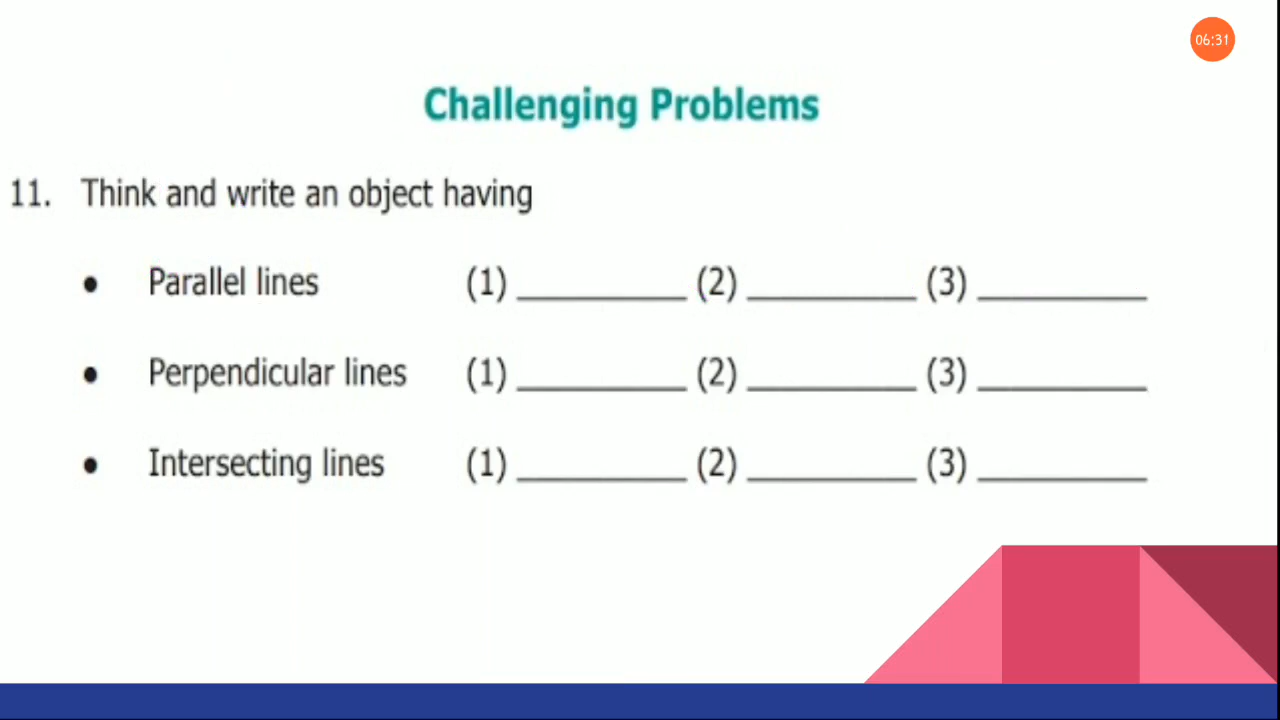 06:31
Challenging Problems
11. Think and write an object having
• Parallel lines (1) __________ (2) __________ (3) __________
• Perpendicular lines (1) __________ (2) __________ (3) __________
• Intersecting lines (1) __________ (2) __________ (3) __________